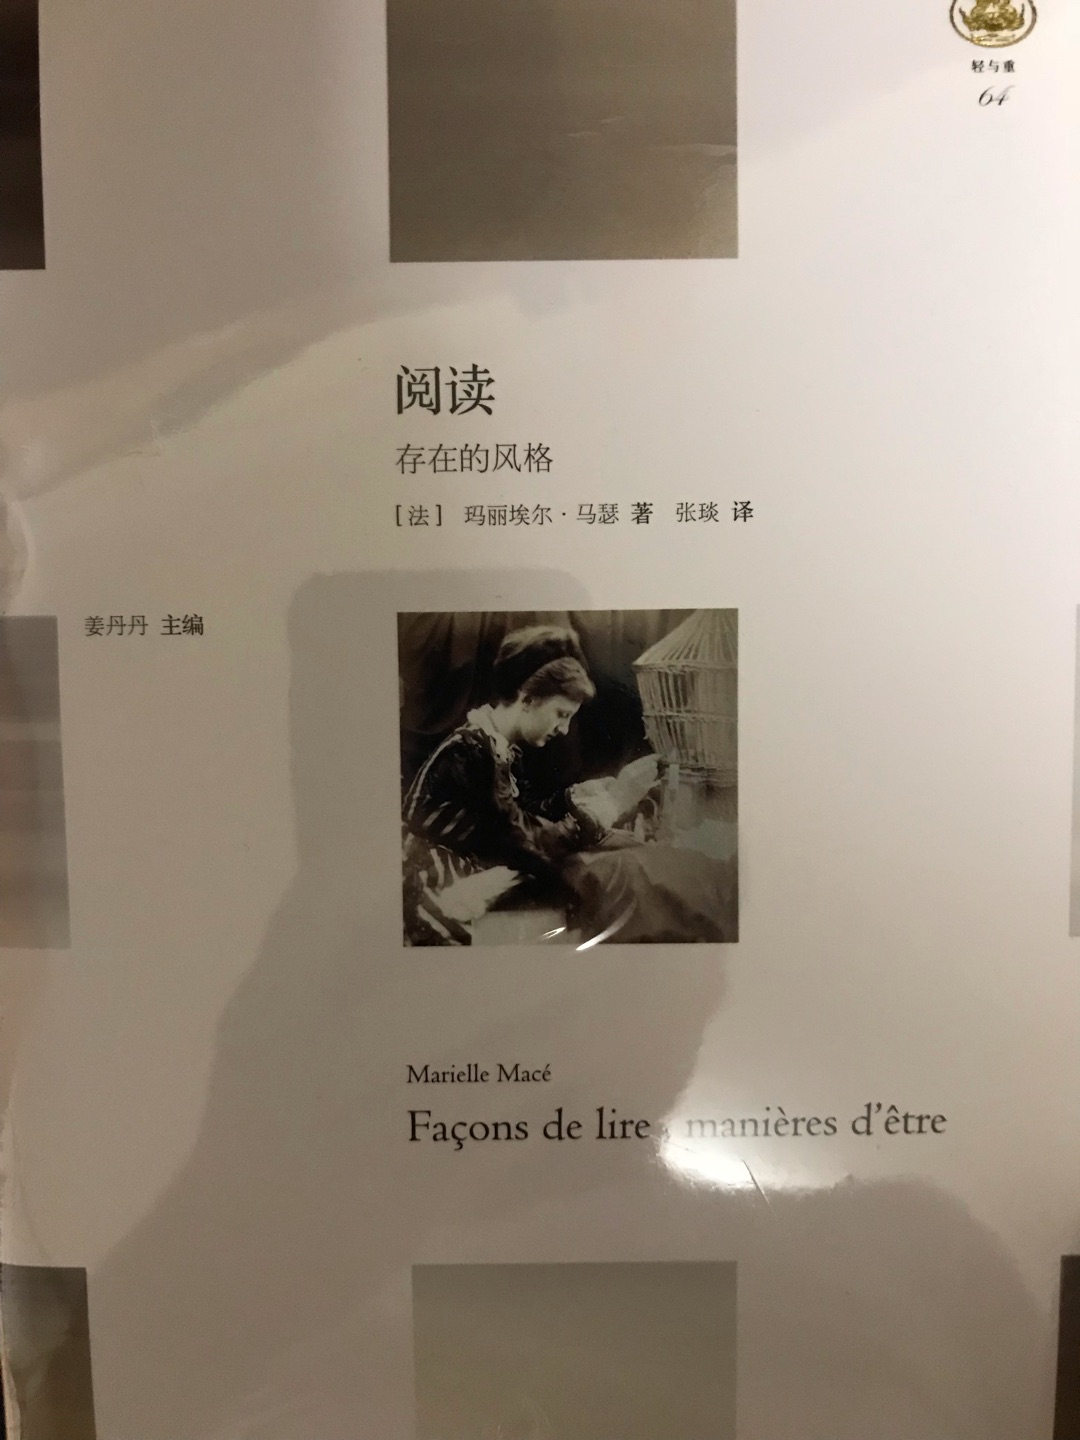 轻与重
64
阅读
存在的风格
[法] 玛丽埃尔·马瑟 著 张琰 译
姜丹丹 主编
Marielle Macé
Façons de lire : manières d'être